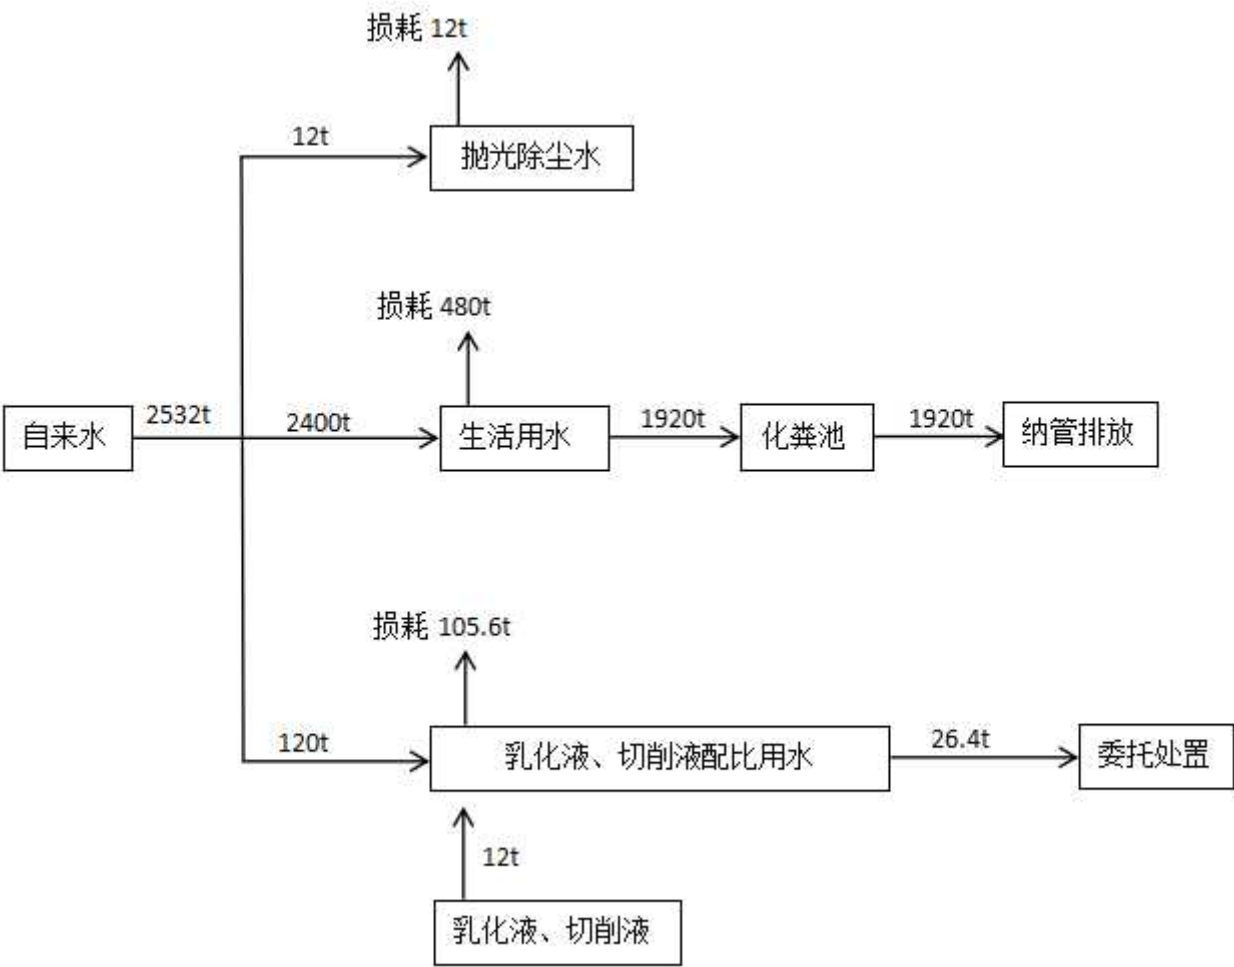 损耗 12t
12t
抛光除尘水
损耗 480t
自来水
2532t
2400t
生活用水
1920t
化粪池
1920t
纳管排放
损耗 105.6t
120t
乳化液、切削液配比用水
26.4t
委托处置
12t
乳化液、切削液